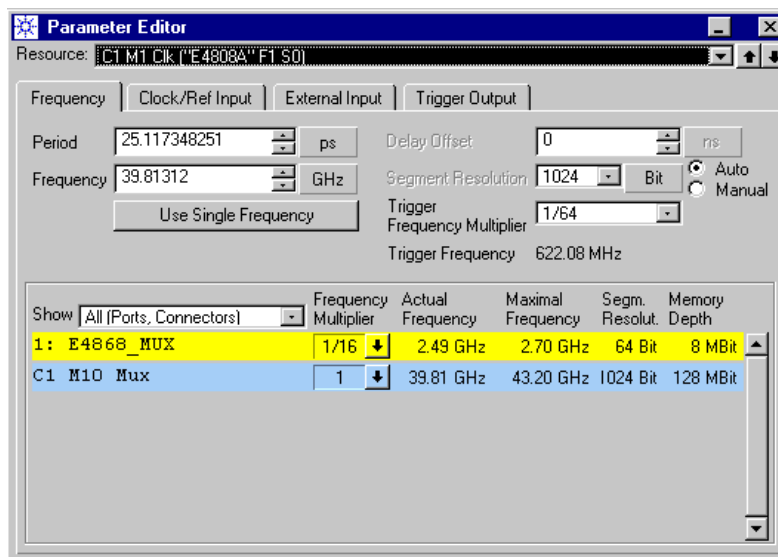 Parameter Editor
Resource: C1 M1 Clk ("E4808A" F1 S0)
Frequency Clock/Ref Input External Input Trigger Output
Period 25.117348251 ps Delay Offset 0 ns
Frequency 39.81312 GHz Segment Resolution 1024 Bit Auto
Manual
Use Single Frequency Trigger Frequency Multiplier 1/64
Trigger Frequency 622.08 MHz
Show All (Ports, Connectors) Frequency Multiplier Actual Frequency Maximal Frequency Segm. Resolut. Memory Depth
1: E4868_MUX 1/16 2.49 GHz 2.70 GHz 64 Bit 8 MBit
C1 M10 Mux 1 39.81 GHz 43.20 GHz 1024 Bit 128 MBit